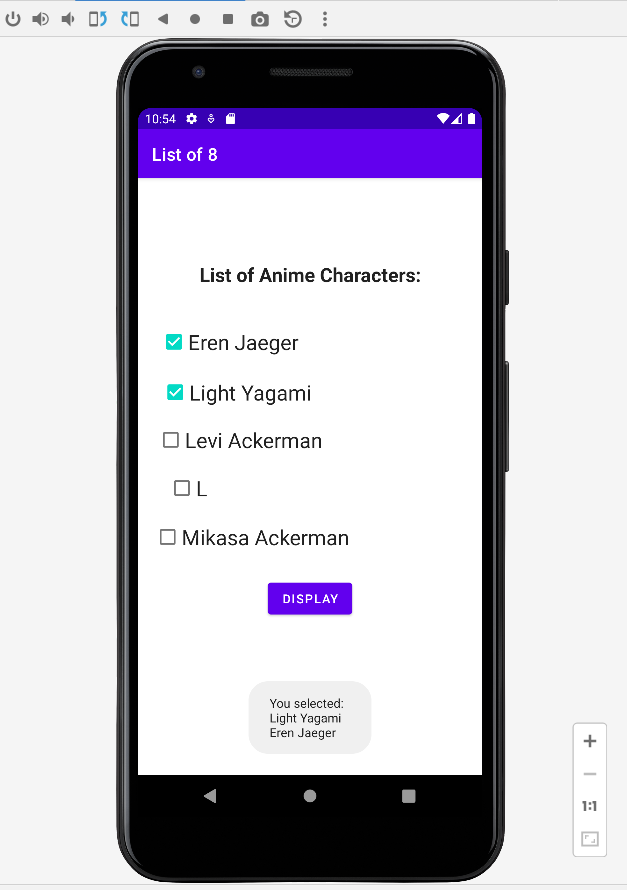 10:54
List of 8
List of Anime Characters:
Eren Jaeger
Light Yagami
Levi Ackerman
L
Mikasa Ackerman
DISPLAY
You selected:
Light Yagami
Eren Jaeger
1:1